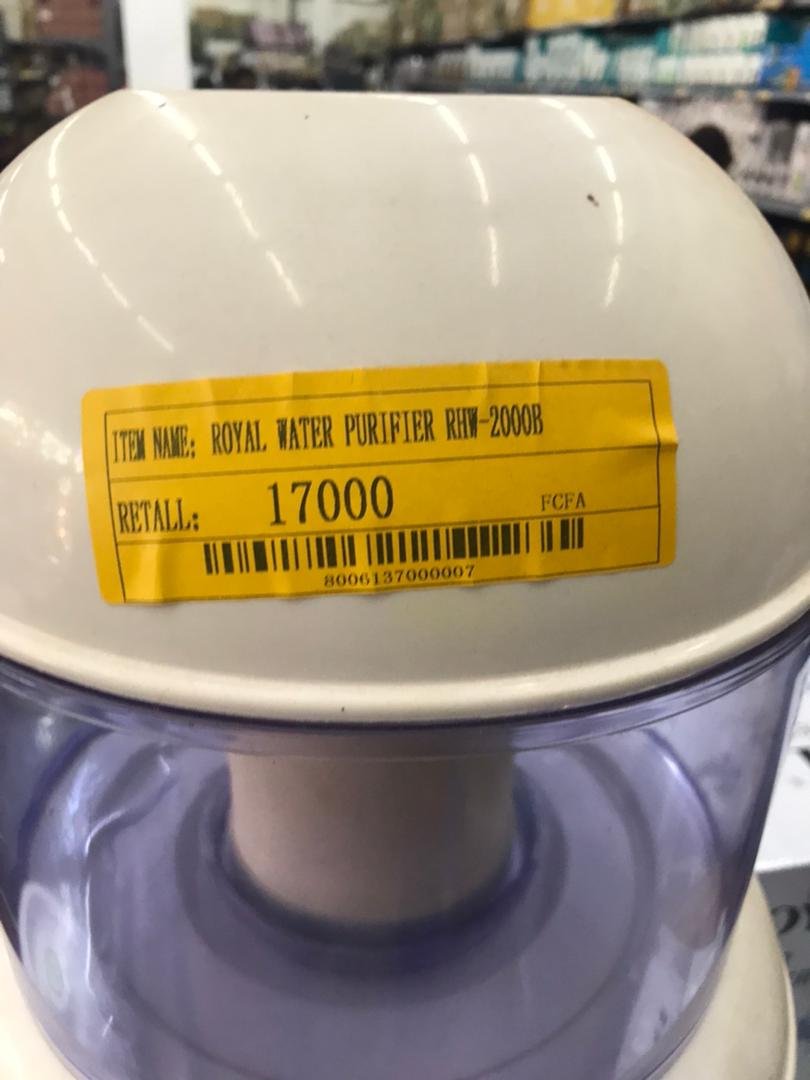 ITEM NAME: ROYAL WATER PURIFIER RHW-2000B
RETALL: 17000 FCFA
8006137000007